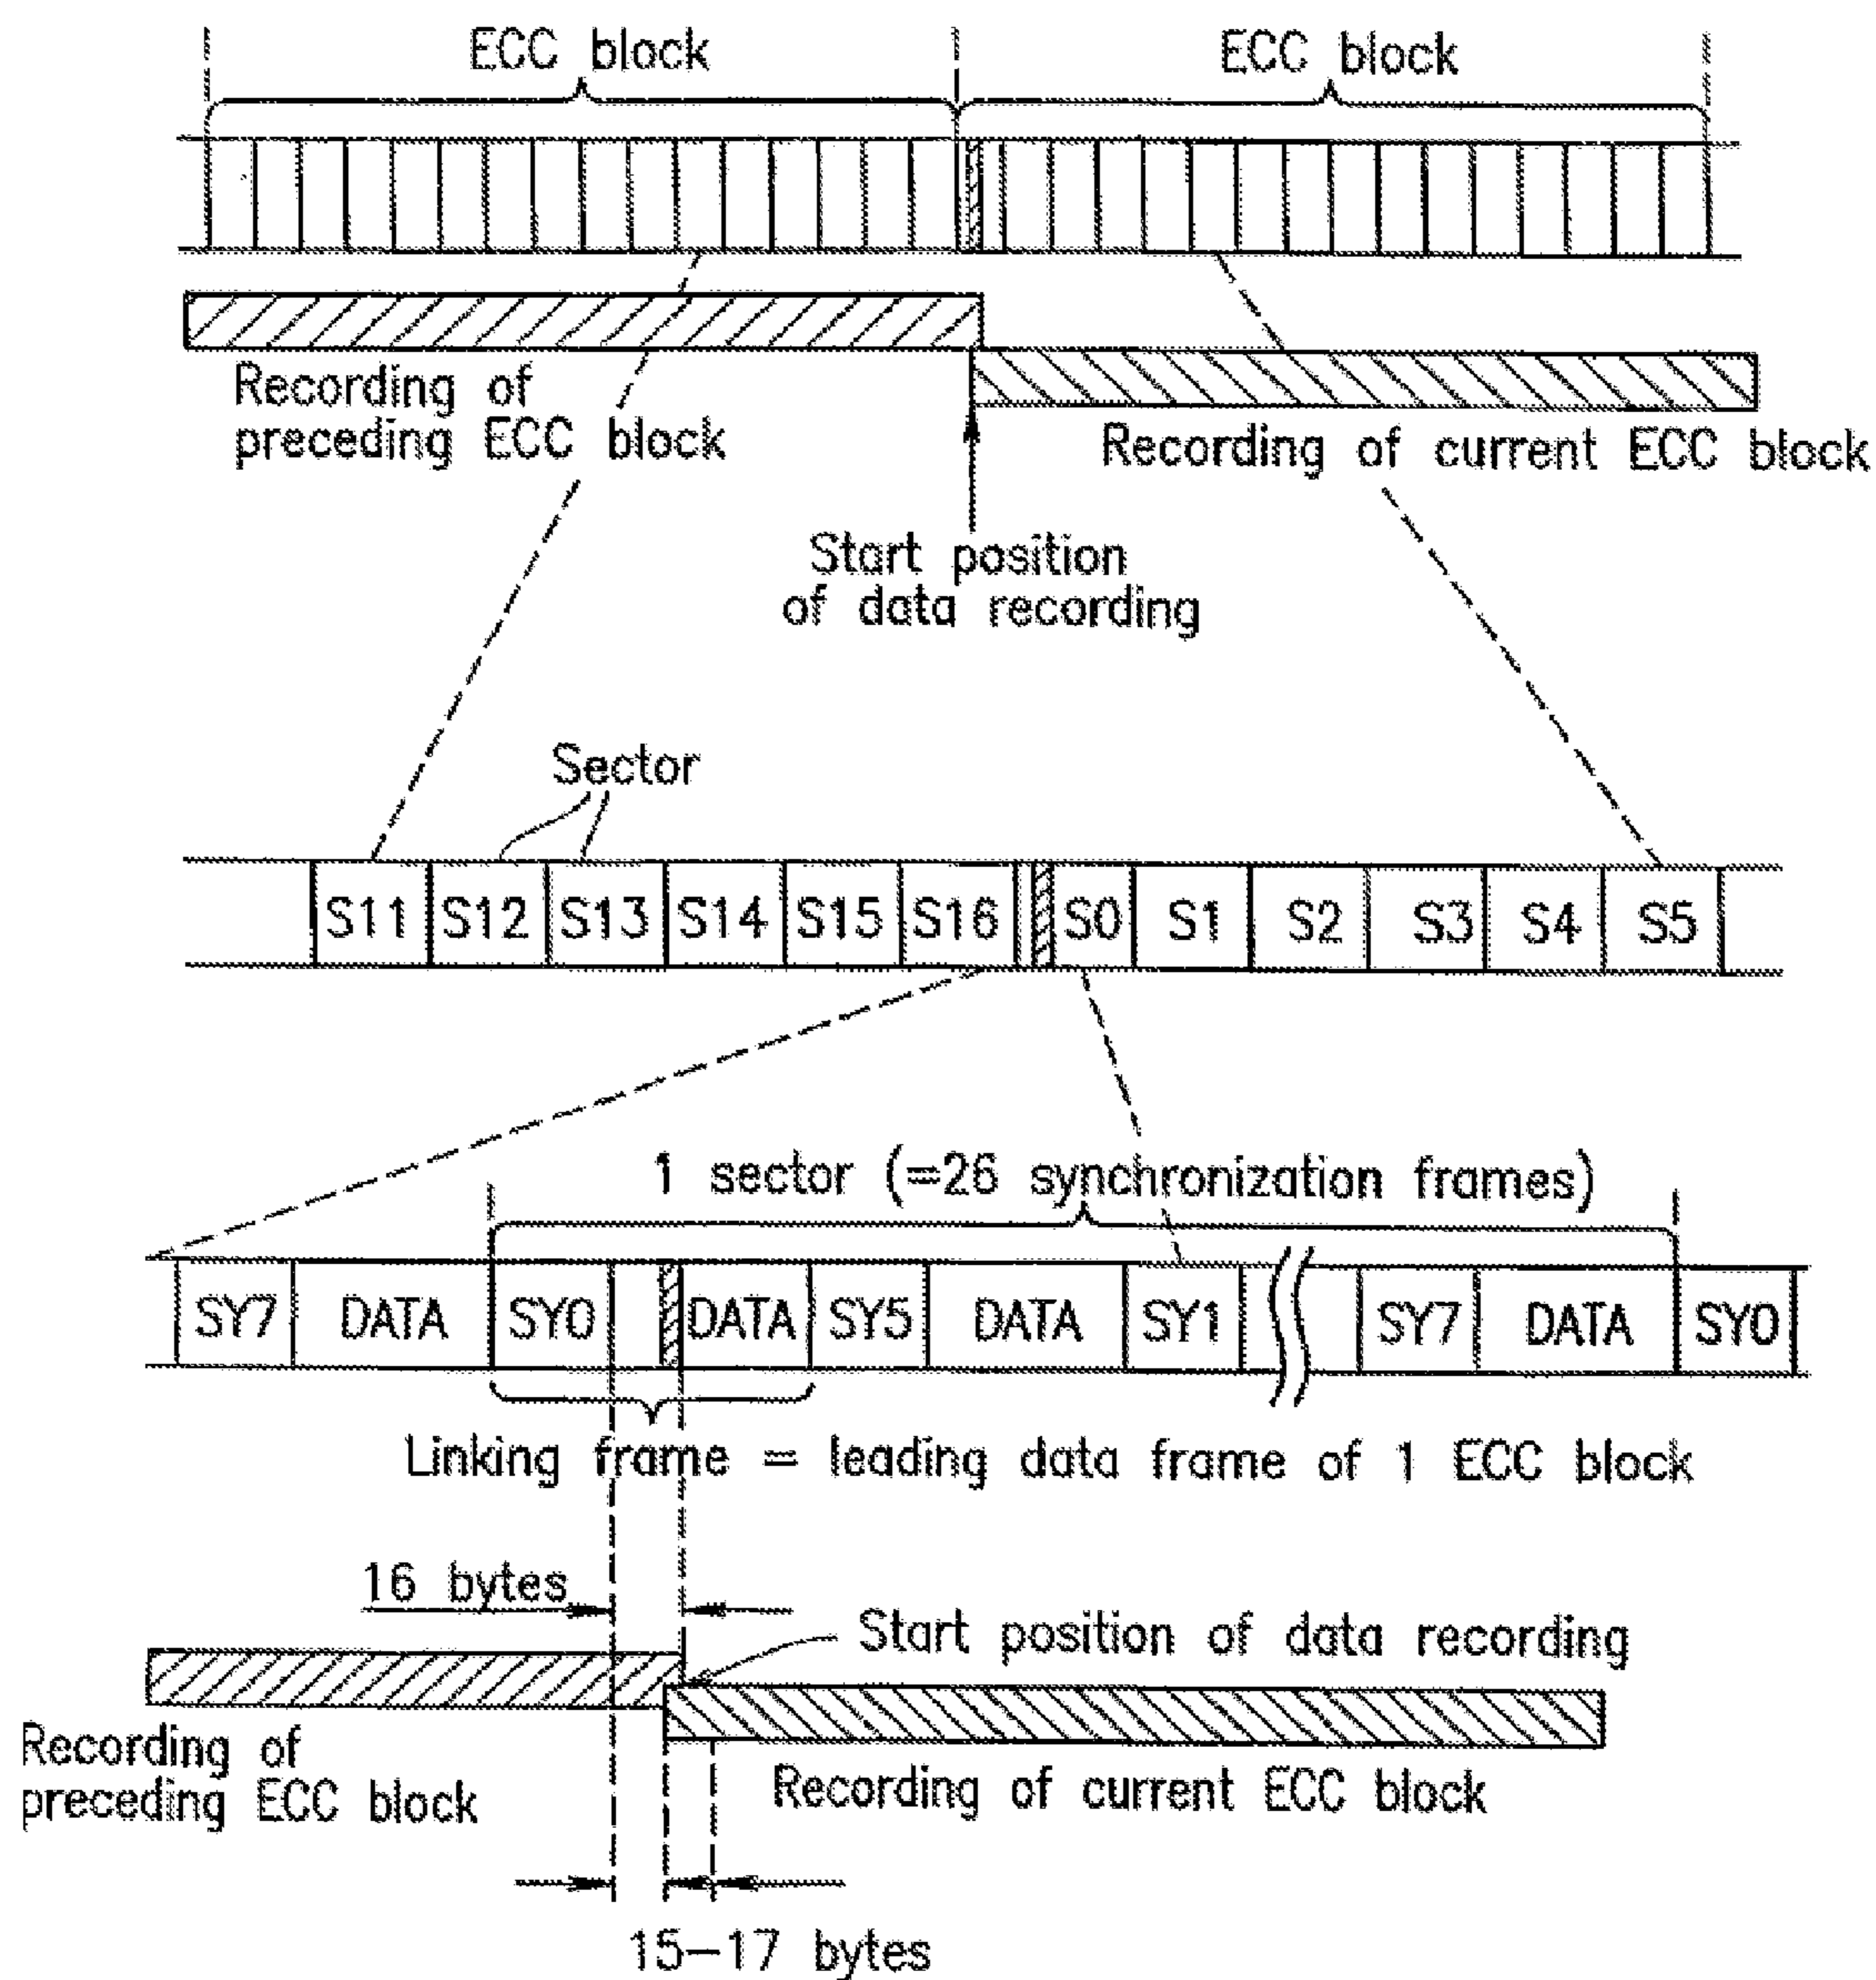 ECC block
ECC block
Recording of
preceding ECC block
Recording of current ECC block
Start position
of data recording
Sector
S11 S12 S13 S14 S15 S16 S0 S1 S2 S3 S4 S5
1 sector (=26 synchronization frames)
SY7 DATA SY0 DATA SY5 DATA SY1 SY7 DATA SY0
Linking frame = leading data frame of 1 ECC block
16 bytes
Start position of data recording
Recording of
preceding ECC block
Recording of current ECC block
15-17 bytes